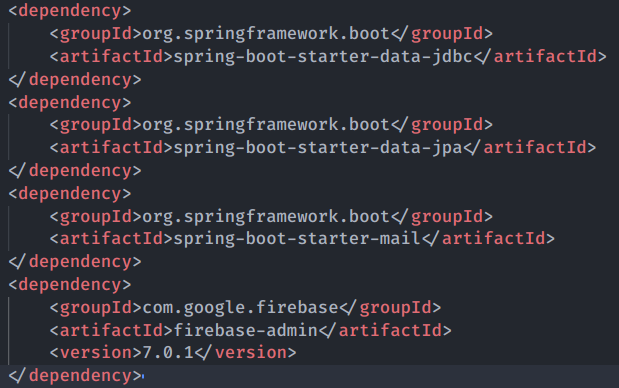 <dependency>
<groupId>org.springframework.boot</groupId>
<artifactId>spring-boot-starter-data-jdbc</artifactId>
</dependency>
<dependency>
<groupId>org.springframework.boot</groupId>
<artifactId>spring-boot-starter-data-jpa</artifactId>
</dependency>
<dependency>
<groupId>org.springframework.boot</groupId>
<artifactId>spring-boot-starter-mail</artifactId>
</dependency>
<dependency>
<groupId>com.google.firebase</groupId>
<artifactId>firebase-admin</artifactId>
<version>7.0.1</version>
</dependency>